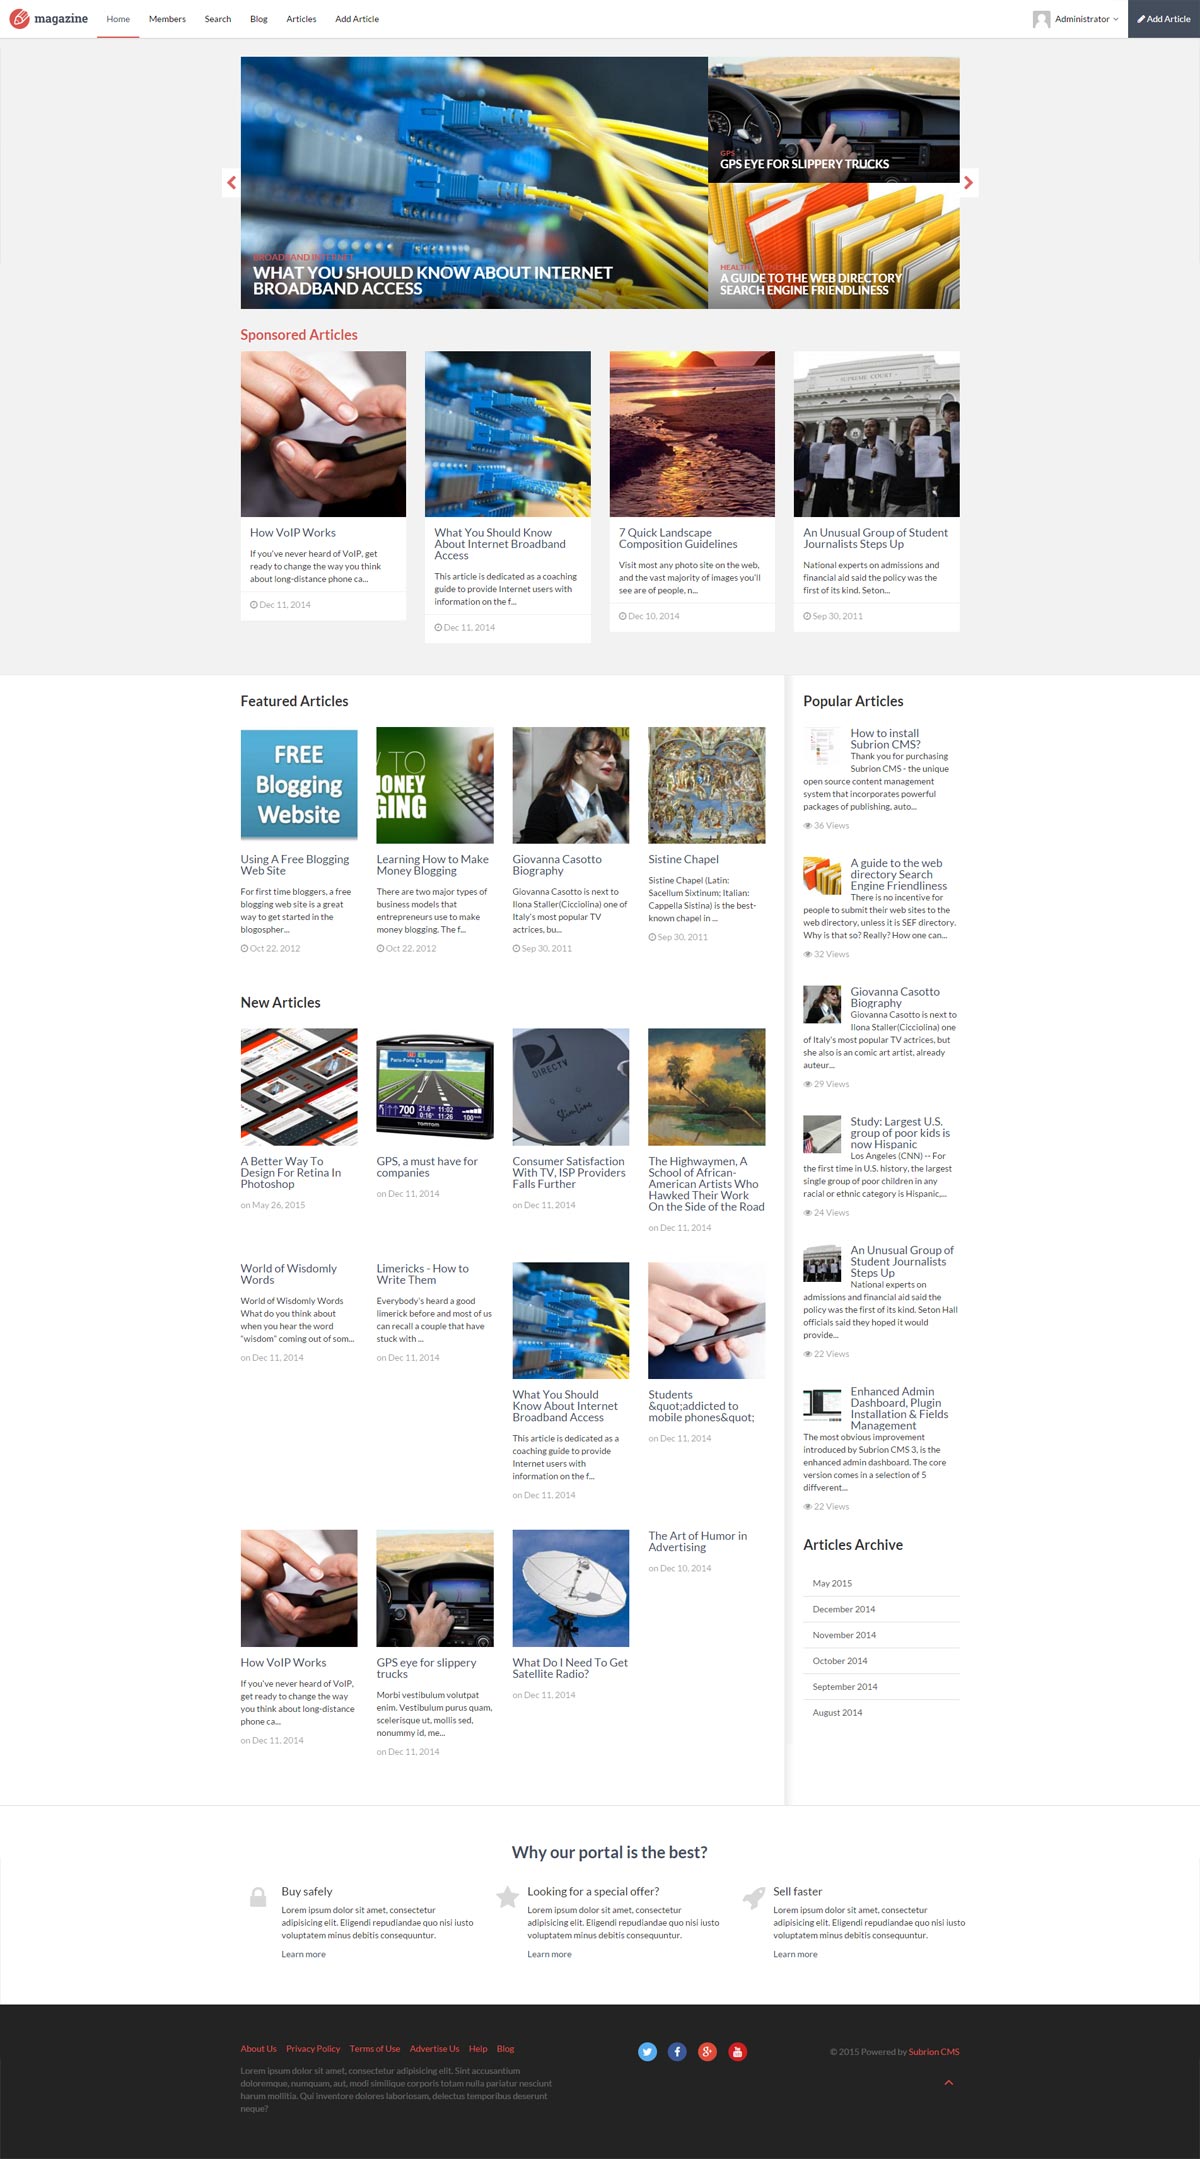 magazine
Home
Members
Search
Blog
Articles
Add Article
Administrator
Add Article
BROADBAND INTERNET
WHAT YOU SHOULD KNOW ABOUT INTERNET
BROADBAND ACCESS
GPS
GPS EYE FOR SLIPPERY TRUCKS
A GUIDE TO THE WEB DIRECTORY
SEARCH ENGINE FRIENDLINESS
Sponsored Articles
How VoIP Works
If you've never heard of VoIP, get
ready to change the way you think
about long-distance phone ca...
Dec 11, 2014
What You Should Know
About Internet Broadband
Access
This article is dedicated as a coaching
guide to provide Internet users with
information on the f...
Dec 11, 2014
7 Quick Landscape
Composition Guidelines
Visit most any photo site on the web,
and the vast majority of images you'll
see are of people, n...
Dec 10, 2014
SUPREME COURT
An Unusual Group of Student
Journalists Steps Up
National experts on admissions and
financial aid said the policy was the
first of its kind. Seton...
Sep 30, 2011
Featured Articles
FREE
Blogging
Website
Using A Free Blogging
Web Site
For first time bloggers, a free
blogging web site is a great
way to get started in the
blogospher...
Oct 22, 2012
TO
ONEY
GING
Learning How to Make
Money Blogging
There are two major types of
business models that
entrepreneurs use to make
money blogging. The f...
Oct 22, 2012
Giovanna Casotto
Biography
Giovanna Casotto is next to
Ilona Staller(Cicciolina) one of
Italy's most popular TV
actrices, bu...
Sep 30, 2011
Sistine Chapel
Sistine Chapel (Latin:
Sacellum Sixtinum; Italian:
Cappella Sistina) is the best-
known chapel in ...
Sep 30, 2011
New Articles
A Better Way To
Design For Retina In
Photoshop
on May 26, 2015
Paris-Porte De Bagnolet
700
21.6
11:02
0:16
11:26
100
TOMTOM
GPS, a must have for
companies
on Dec 11, 2014
DIRECTV
SlimLine
Consumer Satisfaction
With TV, ISP Providers
Falls Further
on Dec 11, 2014
The Highwaymen, A
School of African-
American Artists Who
Hawked Their Work
On the Side of the Road
on Dec 11, 2014
World of Wisdomly
Words
World of Wisdomly Words
What do you think about
when you hear the word
"wisdom" coming out of som...
on Dec 11, 2014
Limericks - How to
Write Them
Everybody's heard a good
limerick before and most of us
can recall a couple that have
stuck with ...
on Dec 11, 2014
What You Should
Know About Internet
Broadband Access
This article is dedicated as a
coaching guide to provide
Internet users with
information on the f...
on Dec 11, 2014
Students
&quot;addicted to
mobile phones&quot;
on Dec 11, 2014
How VoIP Works
If you've never heard of VoIP,
get ready to change the way
you think about long-distance
phone ca...
on Dec 11, 2014
GPS eye for slippery
trucks
Morbi vestibulum volutpat
enim. Vestibulum purus quam,
scelerisque ut, mollis sed,
nonummy id, me...
on Dec 11, 2014
What Do I Need To Get
Satellite Radio?
on Dec 11, 2014
The Art of Humor in
Advertising
on Dec 10, 2014
Popular Articles
How to install
Subrion CMS?
Thank you for purchasing
Subrion CMS - the unique
open source content management
system that incorporates powerful
packages of publishing, auto...
36 Views
A guide to the web
directory Search
Engine Friendliness
There is no incentive for
people to submit their web sites to the
web directory, unless it is SEF directory.
Why is that so? Really? How one can...
32 Views
Giovanna Casotto
Biography
Giovanna Casotto is next to
Ilona Staller(Cicciolina) one
of Italy's most popular TV actrices, but
she also is an comic art artist, already
auteur...
29 Views
Study: Largest U.S.
group of poor kids is
now Hispanic
Los Angeles (CNN) -- For
the first time in U.S. history, the largest
single group of poor children in any
racial or ethnic category is Hispanic,...
24 Views
An Unusual Group of
Student Journalists
Steps Up
National experts on
admissions and financial aid said the
policy was the first of its kind. Seton Hall
officials said they hoped it would
provide...
22 Views
Enhanced Admin
Dashboard, Plugin
Installation & Fields
Management
The most obvious improvement
introduced by Subrion CMS 3, is the
enhanced admin dashboard. The core
version comes in a selection of 5
diffverent...
22 Views
Articles Archive
May 2015
December 2014
November 2014
October 2014
September 2014
August 2014
Why our portal is the best?
Buy safely
Lorem ipsum dolor sit amet, consectetur
adipisicing elit. Eligendi repudiandae quo nisi iusto
voluptatem minus debitis consequuntur.
Learn more
Looking for a special offer?
Lorem ipsum dolor sit amet, consectetur
adipisicing elit. Eligendi repudiandae quo nisi iusto
voluptatem minus debitis consequuntur.
Learn more
Sell faster
Lorem ipsum dolor sit amet, consectetur
adipisicing elit. Eligendi repudiandae quo nisi iusto
voluptatem minus debitis consequuntur.
Learn more
About Us Privacy Policy Terms of Use Advertise Us Help Blog
Lorem ipsum dolor sit amet, consectetur adipisicing elit. Sint accusantium
doloremque, numquam, aut, modi similique corporis totam nulla pariatur nesciunt
harum mollitia. Qui inventore dolores laboriosam, delectus temporibus deserunt
neque?
© 2015 Powered by Subrion CMS